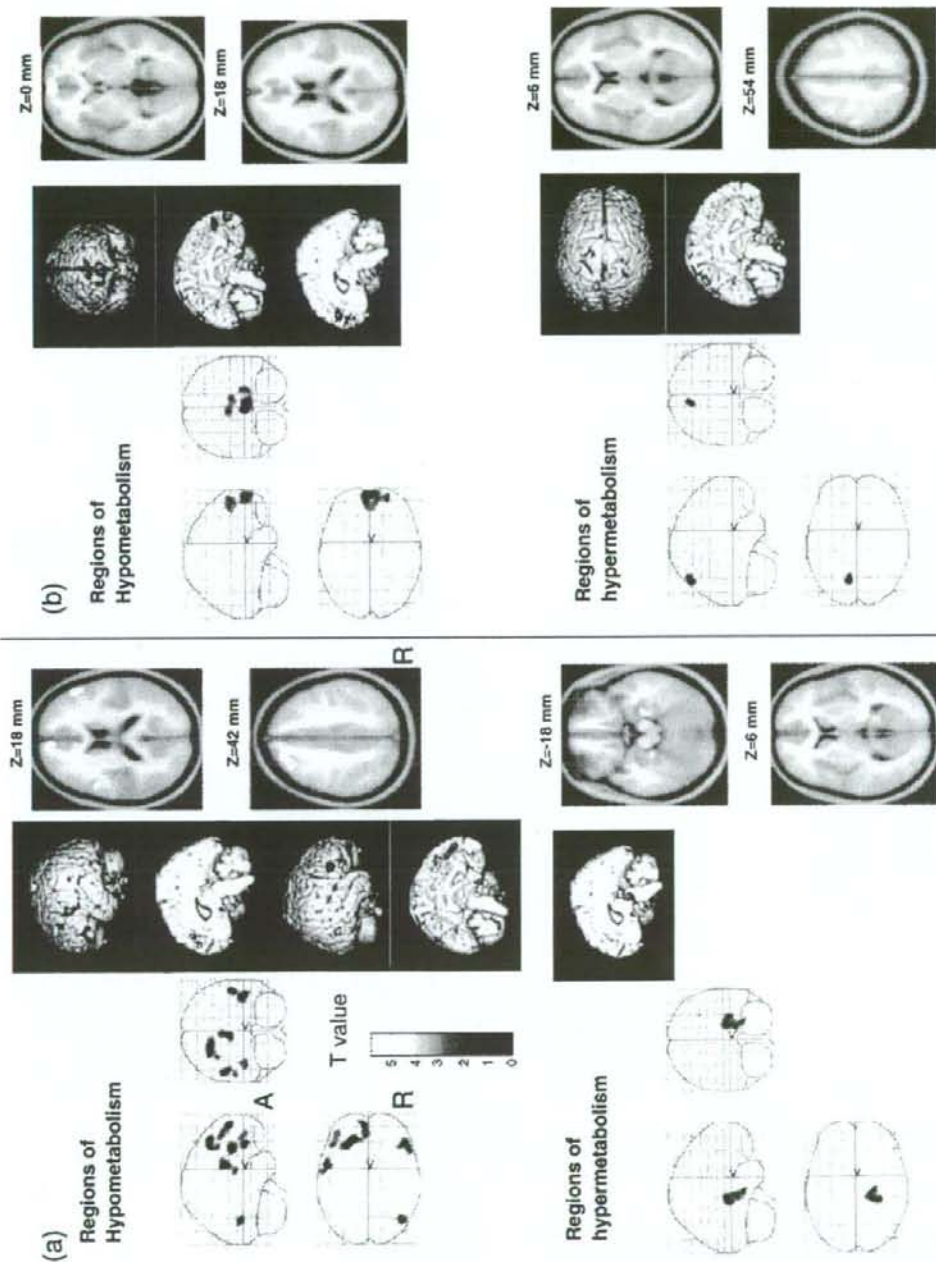 (a)
Regions of
Hypometabolism
A
R
T value
5
4
3
2
1
0
Z=18 mm
Z=42 mm
R
Regions of
hypermetabolism
Z=-18 mm
Z=6 mm
(b)
Regions of
Hypometabolism
Z=0 mm
Z=18 mm
Regions of
hypermetabolism
Z=6 mm
Z=54 mm